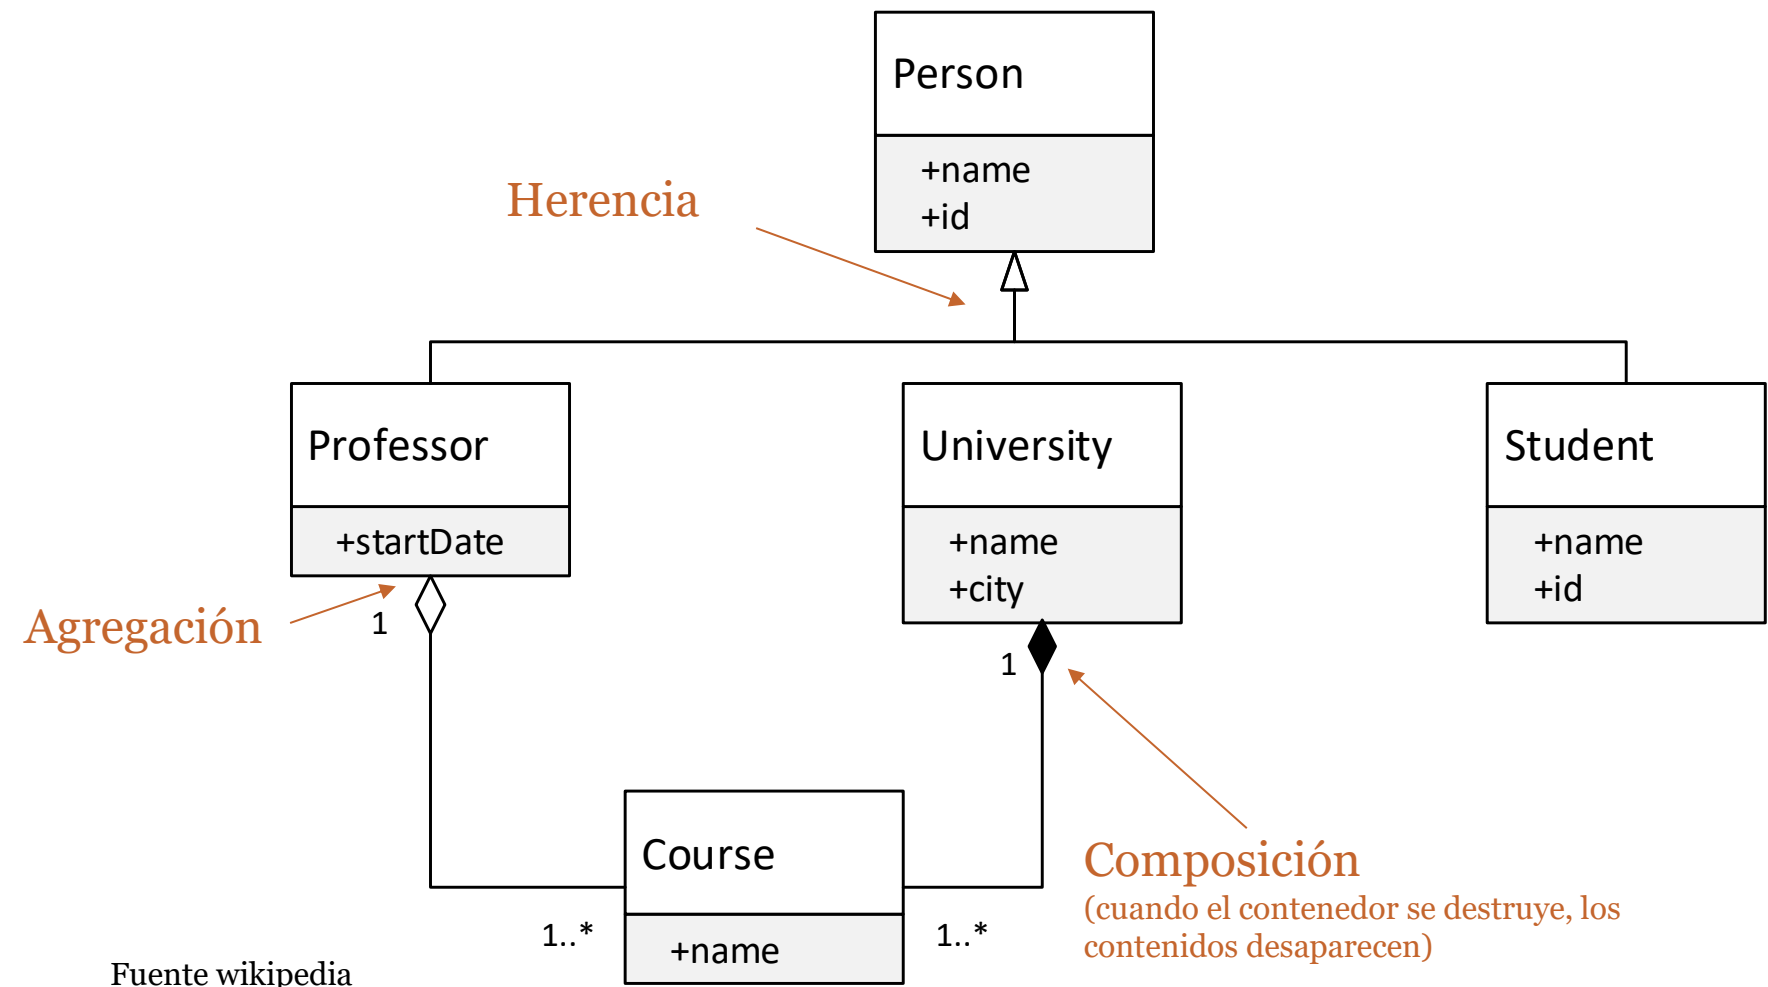 Person
+name
+id
Herencia
Professor
+startDate
University
+name
+city
Student
+name
+id
Agregación
1
1
Course
+name
1..*
1..*
Composición
(cuando el contenedor se destruye, los
contenidos desaparecen)
Fuente wikipedia